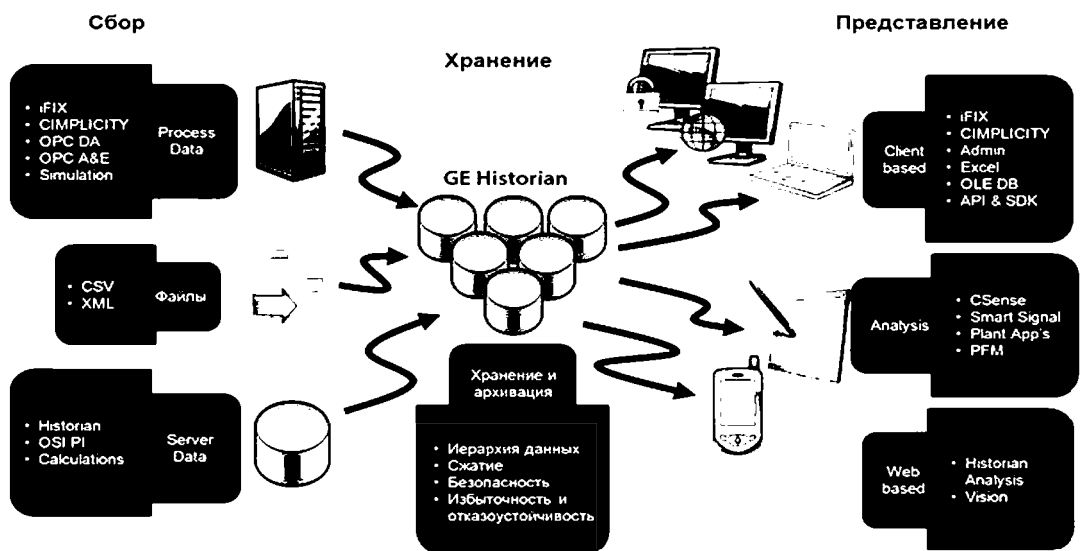 Сбор
Хранение
Представление
• iFIX
• CIMPLICITY
• OPC DA
• OPC A&E
• Simulation
Process
Data
• CSV
• XML
Файлы
• Historian
• OSI PI
• Calculations
Server
Data
GE Historian
Хранение и
архивация
• Иерархия данных
• Сжатие
• Безопасность
• Избыточность и
отказоустойчивость
Client
based
• iFIX
• CIMPLICITY
• Admin
• Excel
• OLE DB
• API & SDK
Analysis
• CSense
• Smart Signal
• Plant App's
• PFM
Web
based
• Historian
Analysis
• Vision